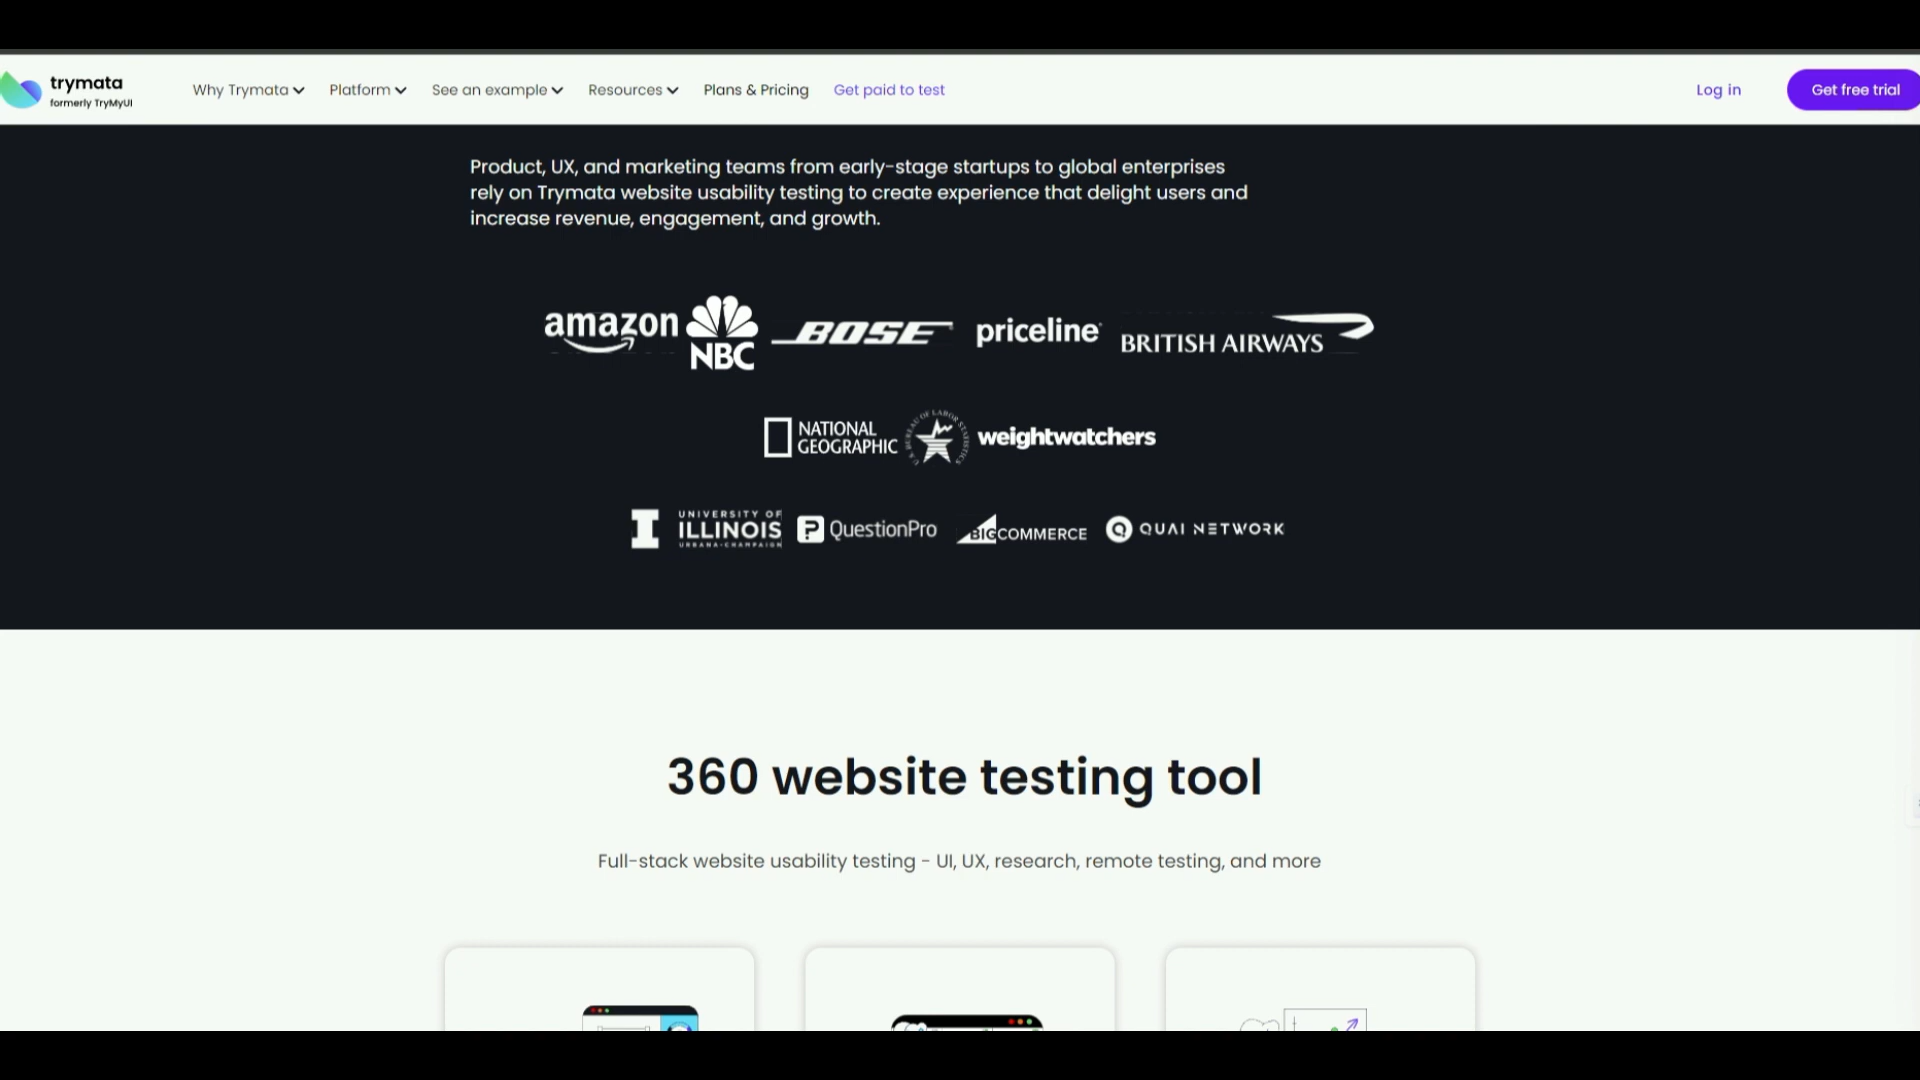 trymata
formerly TryMyUI
Why Trymata
Platform
See an example
Resources
Plans & Pricing
Get paid to test
Log in
Get free trial
Product, UX, and marketing teams from early-stage startups to global enterprises
rely on Trymata website usability testing to create experience that delight users and
increase revenue, engagement, and growth.
amazon
NBC
BOSE
priceline
BRITISH AIRWAYS
NATIONAL
GEOGRAPHIC
U.S. BUREAU OF LABOR STATISTICS
weightwatchers
UNIVERSITY OF
ILLINOIS
URBANA-CHAMPAIGN
QuestionPro
BIGCOMMERCE
QUAI NETWORK
360 website testing tool
Full-stack website usability testing - UI, UX, research, remote testing, and more